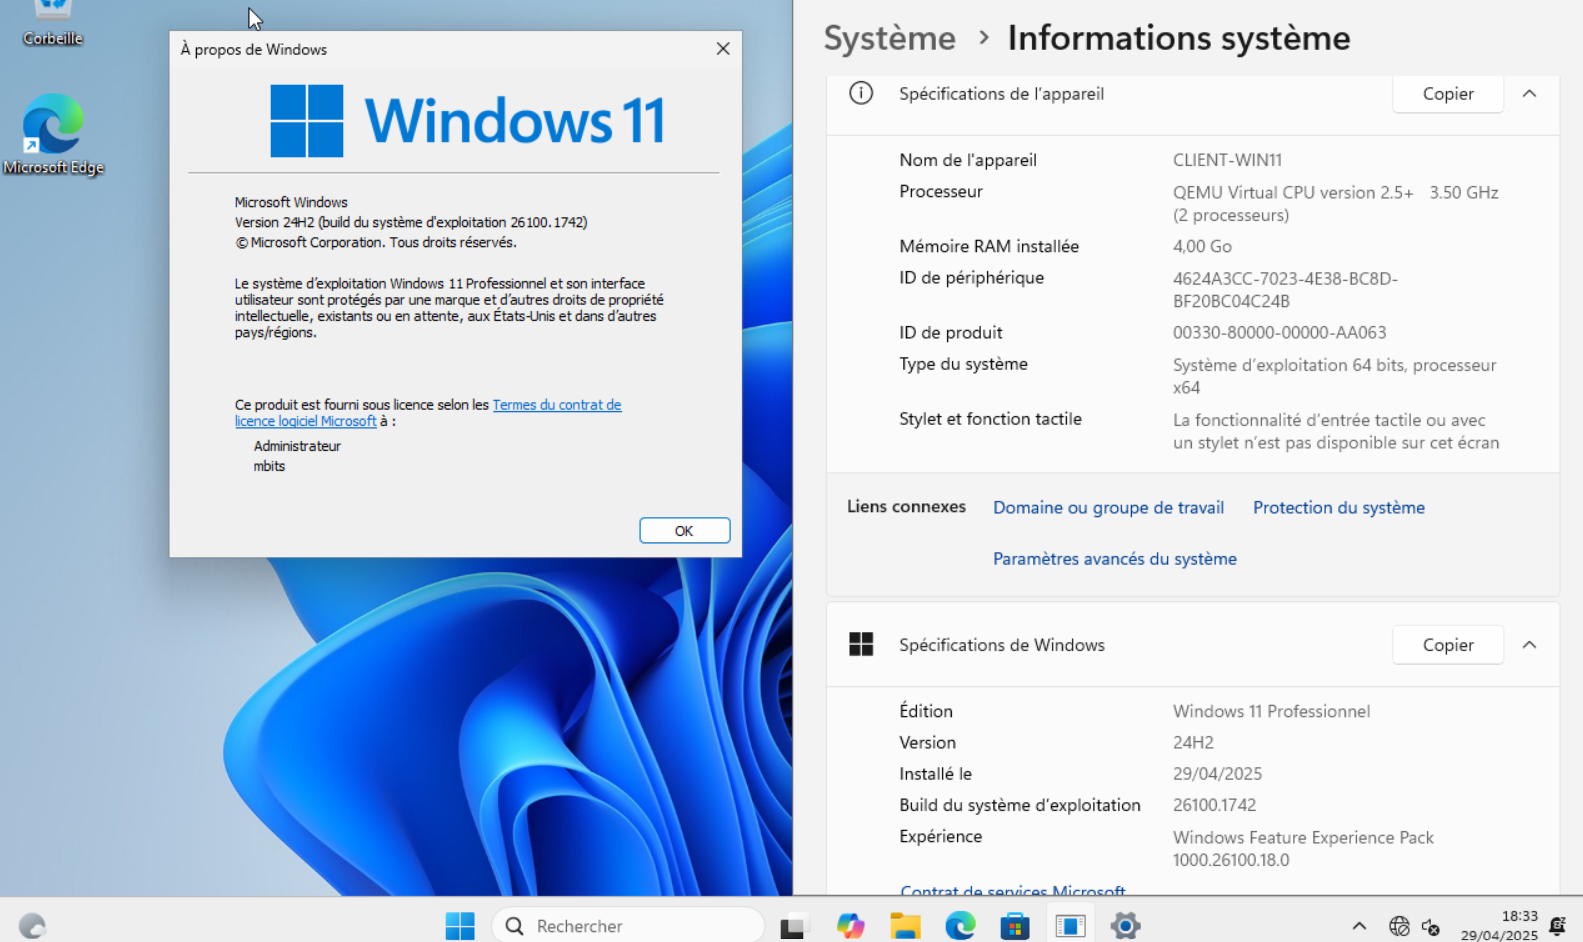 Corbeille
Microsoft Edge
À propos de Windows
Windows 11
Microsoft Windows
Version 24H2 (build du système d'exploitation 26100.1742)
© Microsoft Corporation. Tous droits réservés.
Le système d’exploitation Windows 11 Professionnel et son interface
utilisateur sont protégés par une marque et d’autres droits de propriété
intellectuelle, existants ou en attente, aux États-Unis et dans d’autres
pays/régions.
Ce produit est fourni sous licence selon les Termes du contrat de
licence logiciel Microsoft à :
Administrateur
mbits
OK
Système > Informations système
Spécifications de l’appareil
Copier
Nom de l'appareil CLIENT-WIN11
Processeur QEMU Virtual CPU version 2.5+ 3.50 GHz
(2 processeurs)
Mémoire RAM installée 4,00 Go
ID de périphérique 4624A3CC-7023-4E38-BC8D-
BF20BC04C24B
ID de produit 00330-80000-00000-AA063
Type du système Système d’exploitation 64 bits, processeur
x64
Stylet et fonction tactile La fonctionnalité d’entrée tactile ou avec
un stylet n’est pas disponible sur cet écran
Liens connexes Domaine ou groupe de travail Protection du système
Paramètres avancés du système
Spécifications de Windows
Copier
Édition Windows 11 Professionnel
Version 24H2
Installé le 29/04/2025
Build du système d’exploitation 26100.1742
Expérience Windows Feature Experience Pack
1000.26100.18.0
Contrat de services Microsoft
Rechercher
18:33
29/04/2025